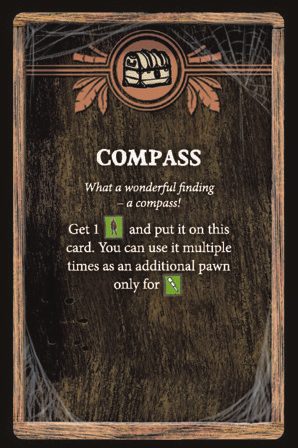 COMPASS
What a wonderful finding
– a compass!
Get 1 and put it on this
card. You can use it multiple
times as an additional pawn
only for